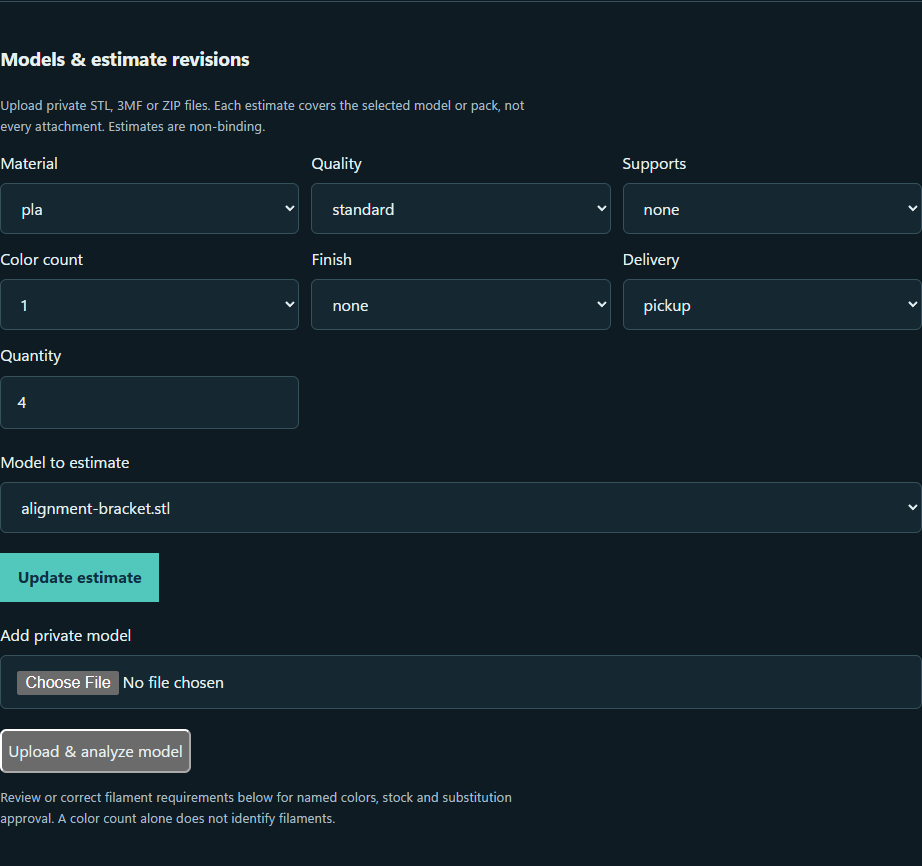 Models & estimate revisions
Upload private STL, 3MF or ZIP files. Each estimate covers the selected model or pack, not
every attachment. Estimates are non-binding.
Material Quality Supports
pla standard none
Color count Finish Delivery
1 none pickup
Quantity
4
Model to estimate
alignment-bracket.stl
Update estimate
Add private model
Choose File No file chosen
Upload & analyze model
Review or correct filament requirements below for named colors, stock and substitution
approval. A color count alone does not identify filaments.